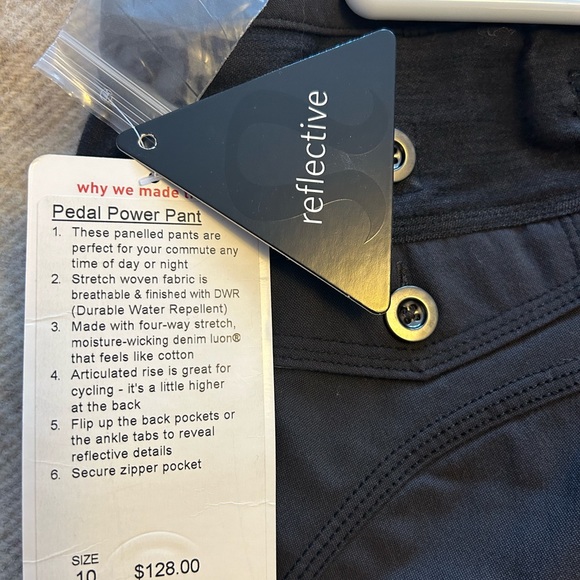 reflective
why we made
Pedal Power Pant
1. These panelled pants are
perfect for your commute any
time of day or night
2. Stretch woven fabric is
breathable & finished with DWR
(Durable Water Repellent)
3. Made with four-way stretch,
moisture-wicking denim luon®
that feels like cotton
4. Articulated rise is great for
cycling - it's a little higher
at the back
5. Flip up the back pockets or
the ankle tabs to reveal
reflective details
6. Secure zipper pocket
SIZE
10
$128.00